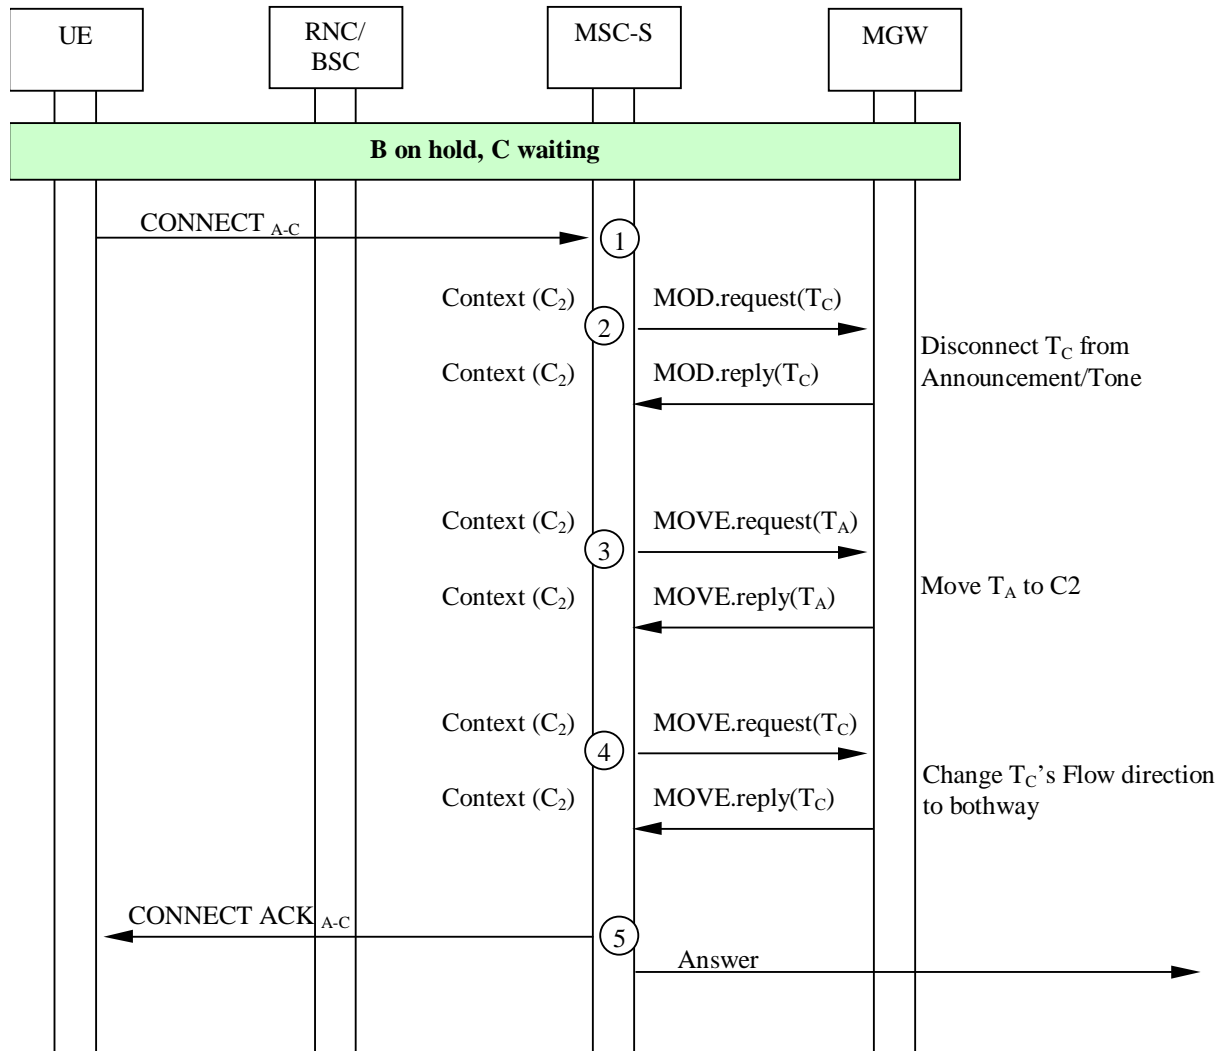 UE
RNC/
BSC
MSC-S
MGW
B on hold, C waiting
CONNECT A-C
1
Context (C2)
MOD.request(TC)
2
Disconnect TC from
Announcement/Tone
Context (C2)
MOD.reply(TC)
Context (C2)
MOVE.request(TA)
3
Move TA to C2
Context (C2)
MOVE.reply(TA)
Context (C2)
MOVE.request(TC)
4
Change TC’s Flow direction
to bothway
Context (C2)
MOVE.reply(TC)
CONNECT ACK A-C
5
Answer